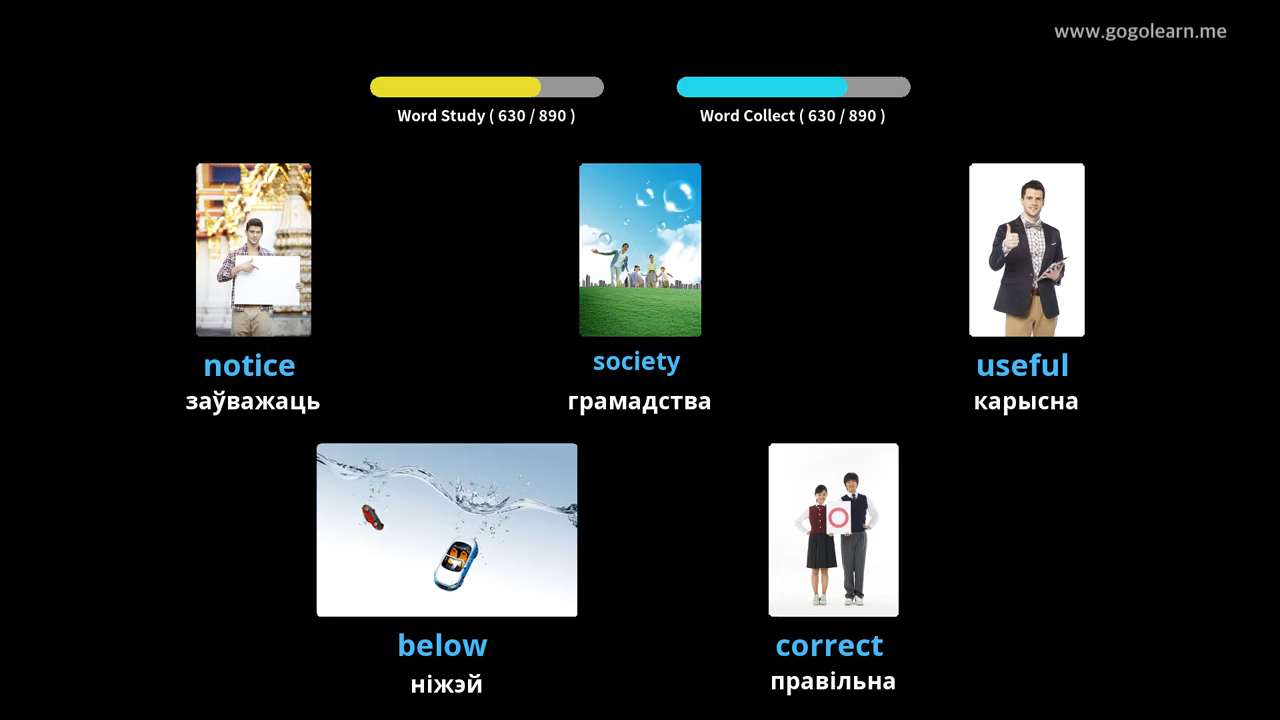 www.gogolearn.me
Word Study ( 630 / 890 )
Word Collect ( 630 / 890 )
notice
заўважаць
society
грамадства
useful
карысна
below
ніжэй
correct
правільна